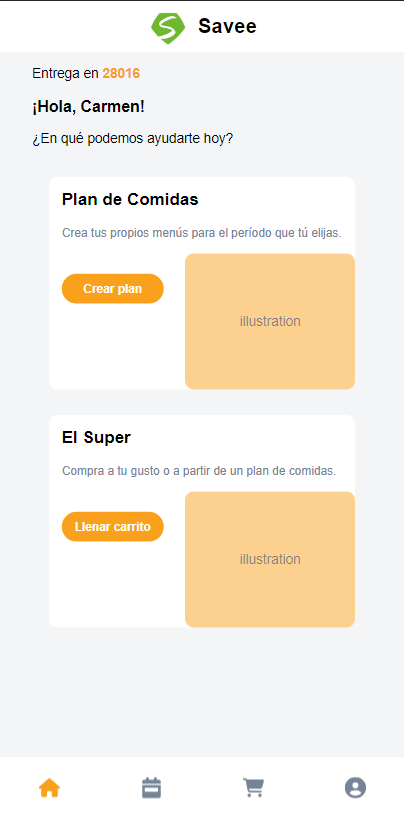 Savee
Entrega en 28016
¡Hola, Carmen!
¿En qué podemos ayudarte hoy?
Plan de Comidas
Crea tus propios menús para el período que tú elijas.
Crear plan
illustration
El Super
Compra a tu gusto o a partir de un plan de comidas.
Llenar carrito
illustration